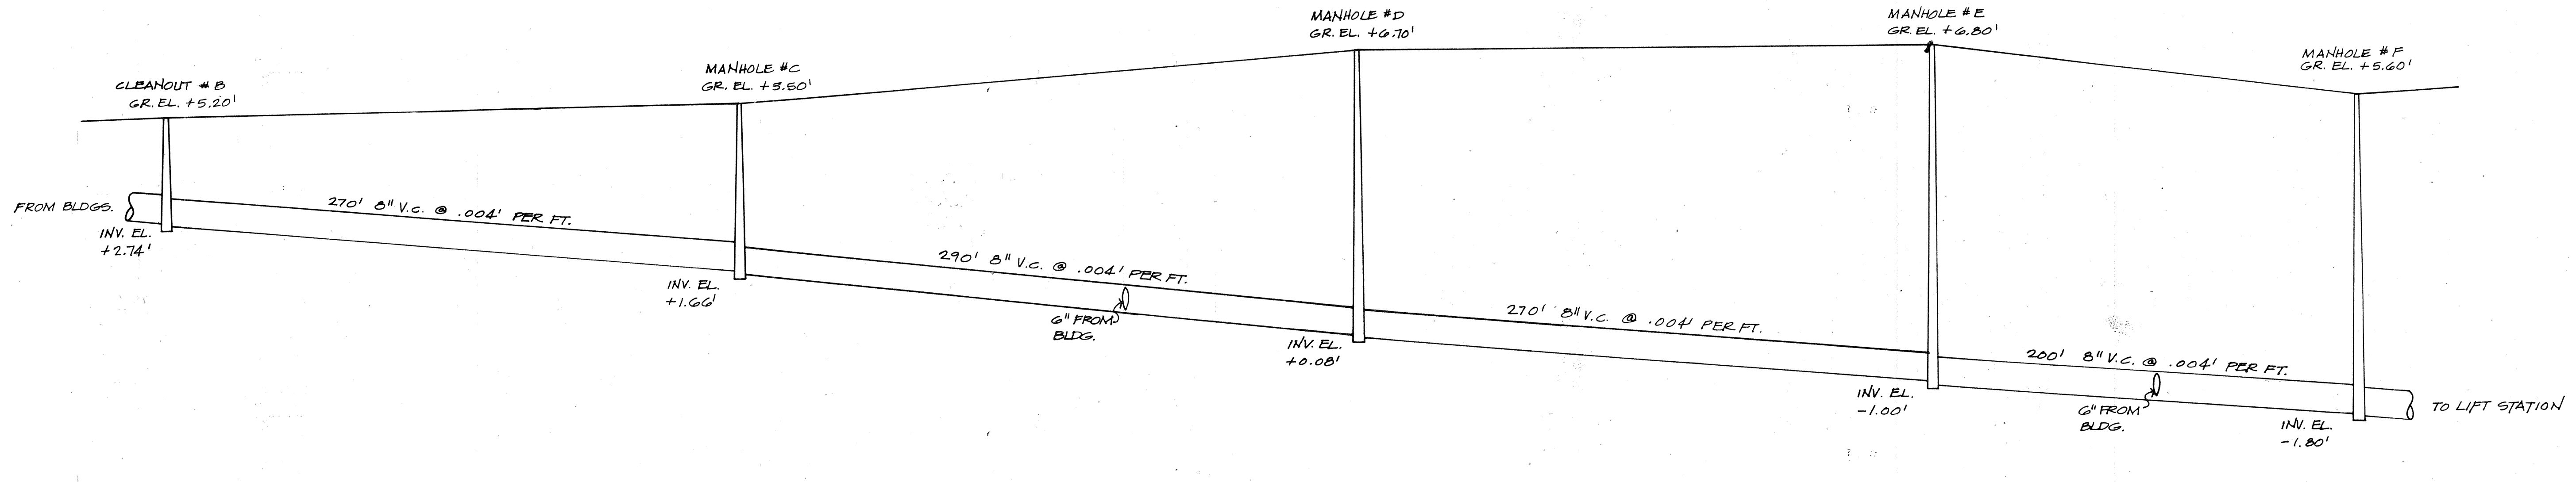 CLEANOUT # B
GR. EL. +5.20'
MANHOLE #C
GR. EL. +5.50'
MANHOLE #D
GR. EL. +6.70'
MANHOLE # E
GR. EL. +6.80'
MANHOLE # F
GR. EL. +5.60'
FROM BLDGS.
INV. EL.
+2.74'
270' 8" V.C. @ .004' PER FT.
INV. EL.
+1.66'
290' 8" V.C. @ .004' PER FT.
6" FROM
BLDG.
INV. EL.
+0.08'
270' 8" V.C. @ .004' PER FT.
INV. EL.
-1.00'
200' 8" V.C. @ .004' PER FT.
6" FROM
BLDG.
INV. EL.
-1.80'
TO LIFT STATION